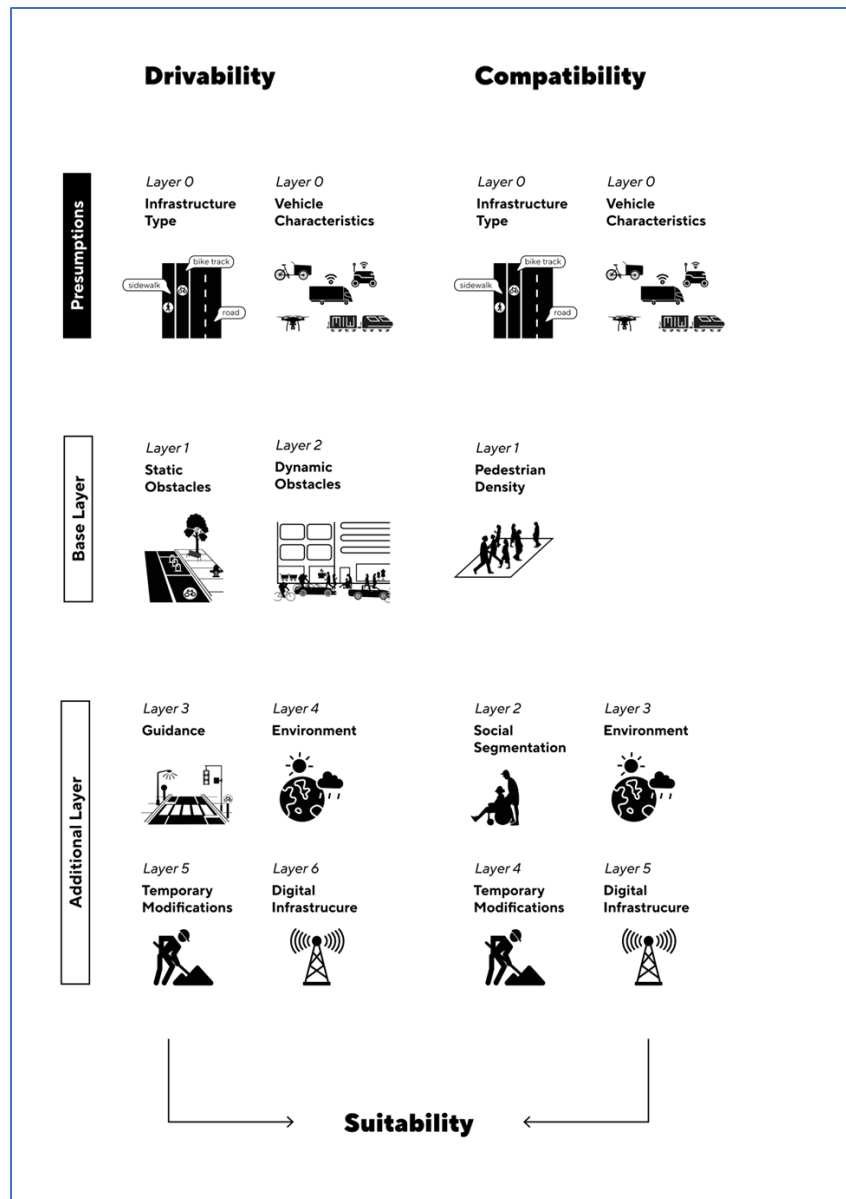 Drivability
Compatibility
Presumptions
Layer 0
Infrastructure
Type
Layer 0
Vehicle
Characteristics
Layer 0
Infrastructure
Type
Layer 0
Vehicle
Characteristics
bike track
sidewalk
road
bike track
sidewalk
road
Base Layer
Layer 1
Static
Obstacles
Layer 2
Dynamic
Obstacles
Layer 1
Pedestrian
Density
Additional Layer
Layer 3
Guidance
Layer 4
Environment
Layer 2
Social
Segmentation
Layer 3
Environment
Layer 5
Temporary
Modifications
Layer 6
Digital
Infrastrucure
Layer 4
Temporary
Modifications
Layer 5
Digital
Infrastrucure
Suitability